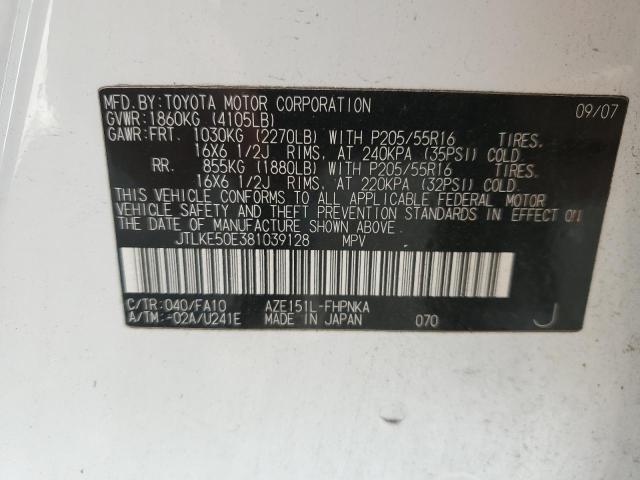 MFD.BY:TOYOTA MOTOR CORPORATION 09/07
GVWR:1860KG (4105LB)
GAWR:FRT. 1030KG (2270LB) WITH P205/55R16 TIRES.
16X6 1/2J RIMS, AT 240KPA (35PSI) COLD.
RR. 855KG (1880LB) WITH P205/55R16 TIRES.
16X6 1/2J RIMS, AT 220KPA (32PSI) COLD.
THIS VEHICLE CONFORMS TO ALL APPLICABLE FEDERAL MOTOR
VEHICLE SAFETY AND THEFT PREVENTION STANDARDS IN EFFECT ON
THE DATE OF MANUFACTURE SHOWN ABOVE.
JTLKE50E381039128 MPV
C/TR:040/FA10 AZE151L-FHPNKA
A/TM:-02A/U241E MADE IN JAPAN 070 J